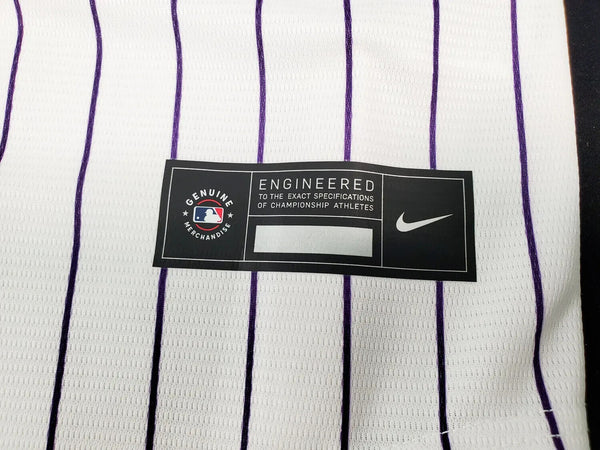 GENUINE
MERCHANDISE
ENGINEERED
TO THE EXACT SPECIFICATIONS
OF CHAMPIONSHIP ATHLETES